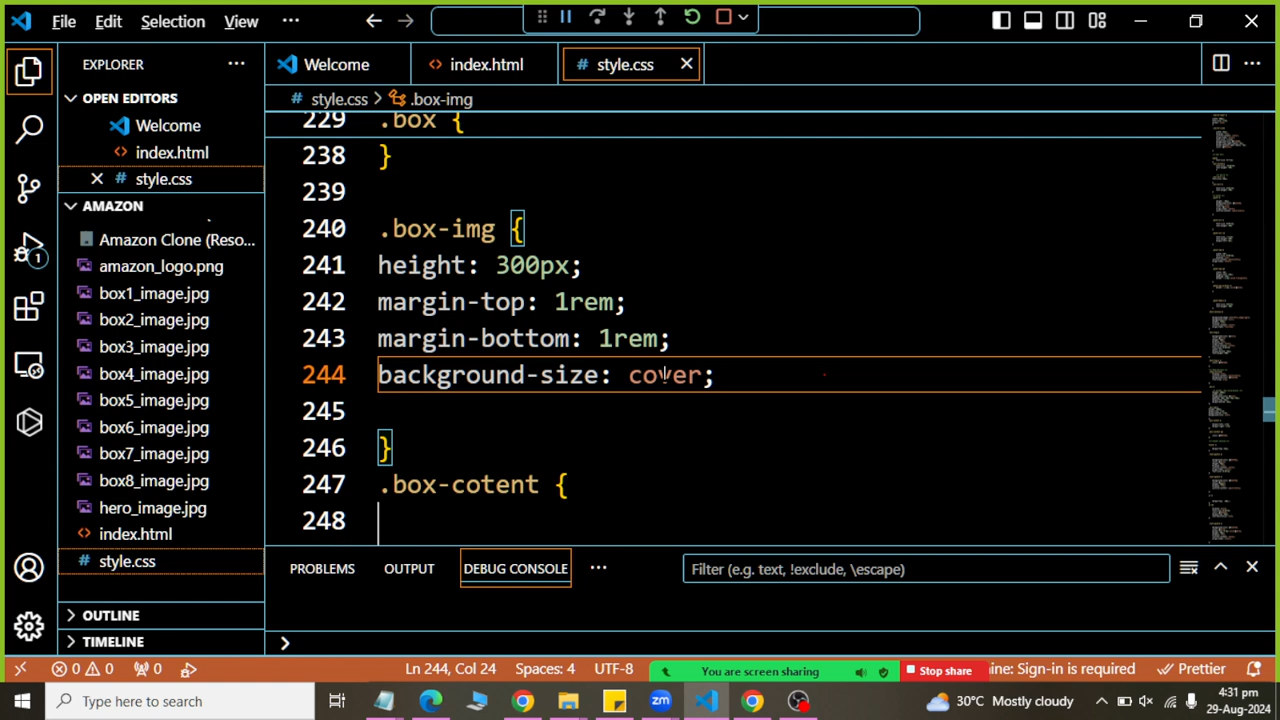 File Edit Selection View ···
EXPLORER ···
Welcome
index.html
# style.css
OPEN EDITORS
# style.css > .box-img
Welcome
index.html
# style.css
AMAZON
Amazon Clone (Reso...
amazon_logo.png
box1_image.jpg
box2_image.jpg
box3_image.jpg
box4_image.jpg
box5_image.jpg
box6_image.jpg
box7_image.jpg
box8_image.jpg
hero_image.jpg
index.html
# style.css
OUTLINE
TIMELINE
1
229 .box {
238 }
239
240 .box-img {
241 height: 300px;
242 margin-top: 1rem;
243 margin-bottom: 1rem;
244 background-size: cover;
245
246 }
247 .box-cotent {
248
PROBLEMS OUTPUT DEBUG CONSOLE ··· Filter (e.g. text, !exclude, \escape)
>
0 0 0 Ln 244, Col 24 Spaces: 4 UTF-8 You are screen sharing Stop share ine: Sign-in is required Prettier
Type here to search
zm
30°C Mostly cloudy
4:31 pm
29-Aug-2024